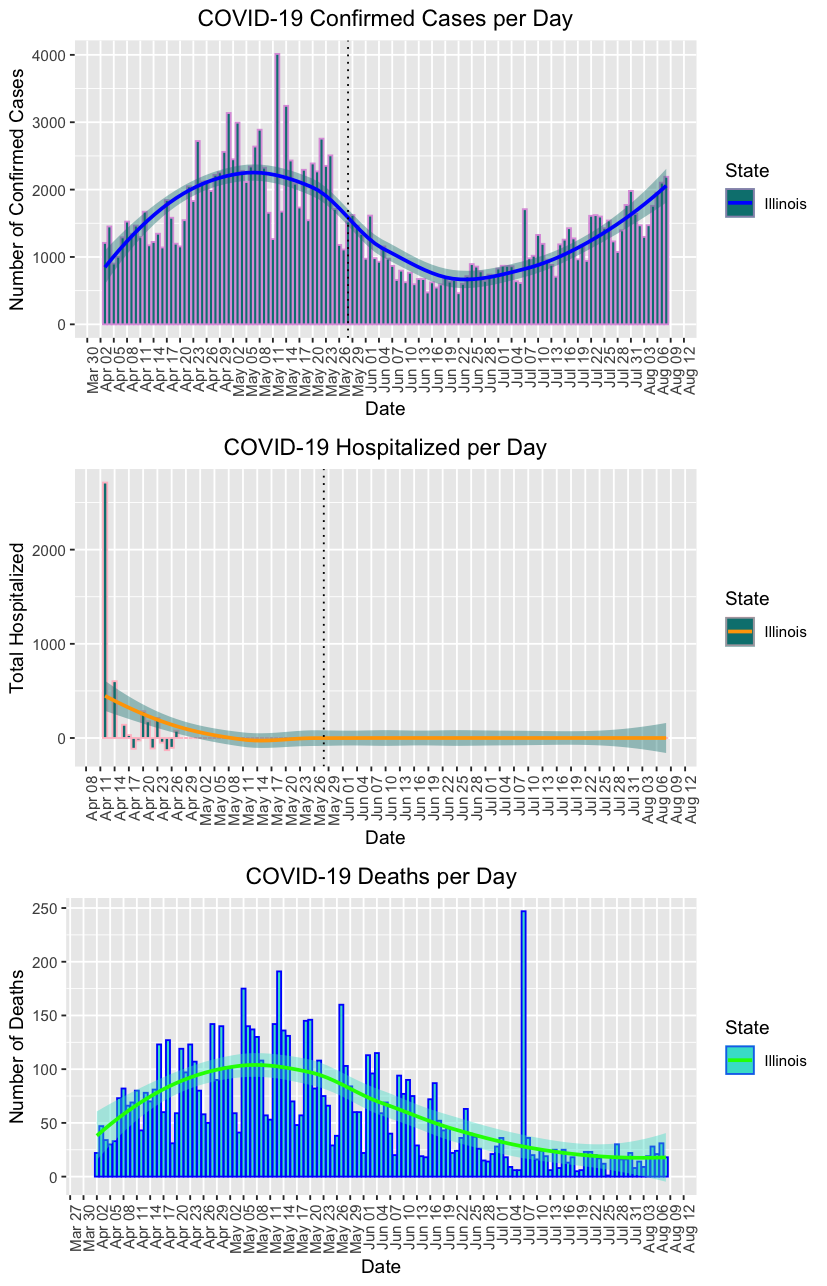 COVID-19 Confirmed Cases per Day
Number of Confirmed Cases
4000
3000
2000
1000
0
Mar 30
Apr 02
Apr 05
Apr 08
Apr 11
Apr 14
Apr 17
Apr 20
Apr 23
Apr 26
Apr 29
May 02
May 05
May 08
May 11
May 14
May 17
May 20
May 23
May 26
May 29
Jun 01
Jun 04
Jun 07
Jun 10
Jun 13
Jun 16
Jun 19
Jun 22
Jun 25
Jun 28
Jul 01
Jul 04
Jul 07
Jul 10
Jul 13
Jul 16
Jul 19
Jul 22
Jul 25
Jul 28
Jul 31
Aug 03
Aug 06
Aug 09
Aug 12
Date
State
Illinois
COVID-19 Hospitalized per Day
Total Hospitalized
2000
1000
0
Apr 08
Apr 11
Apr 14
Apr 17
Apr 20
Apr 23
Apr 26
Apr 29
May 02
May 05
May 08
May 11
May 14
May 17
May 20
May 23
May 26
May 29
Jun 01
Jun 04
Jun 07
Jun 10
Jun 13
Jun 16
Jun 19
Jun 22
Jun 25
Jun 28
Jul 01
Jul 04
Jul 07
Jul 10
Jul 13
Jul 16
Jul 19
Jul 22
Jul 25
Jul 28
Jul 31
Aug 03
Aug 06
Aug 09
Aug 12
Date
State
Illinois
COVID-19 Deaths per Day
Number of Deaths
250
200
150
100
50
0
Mar 27
Mar 30
Apr 02
Apr 05
Apr 08
Apr 11
Apr 14
Apr 17
Apr 20
Apr 23
Apr 26
Apr 29
May 02
May 05
May 08
May 11
May 14
May 17
May 20
May 23
May 26
May 29
Jun 01
Jun 04
Jun 07
Jun 10
Jun 13
Jun 16
Jun 19
Jun 22
Jun 25
Jun 28
Jul 01
Jul 04
Jul 07
Jul 10
Jul 13
Jul 16
Jul 19
Jul 22
Jul 25
Jul 28
Jul 31
Aug 03
Aug 06
Aug 09
Aug 12
Date
State
Illinois